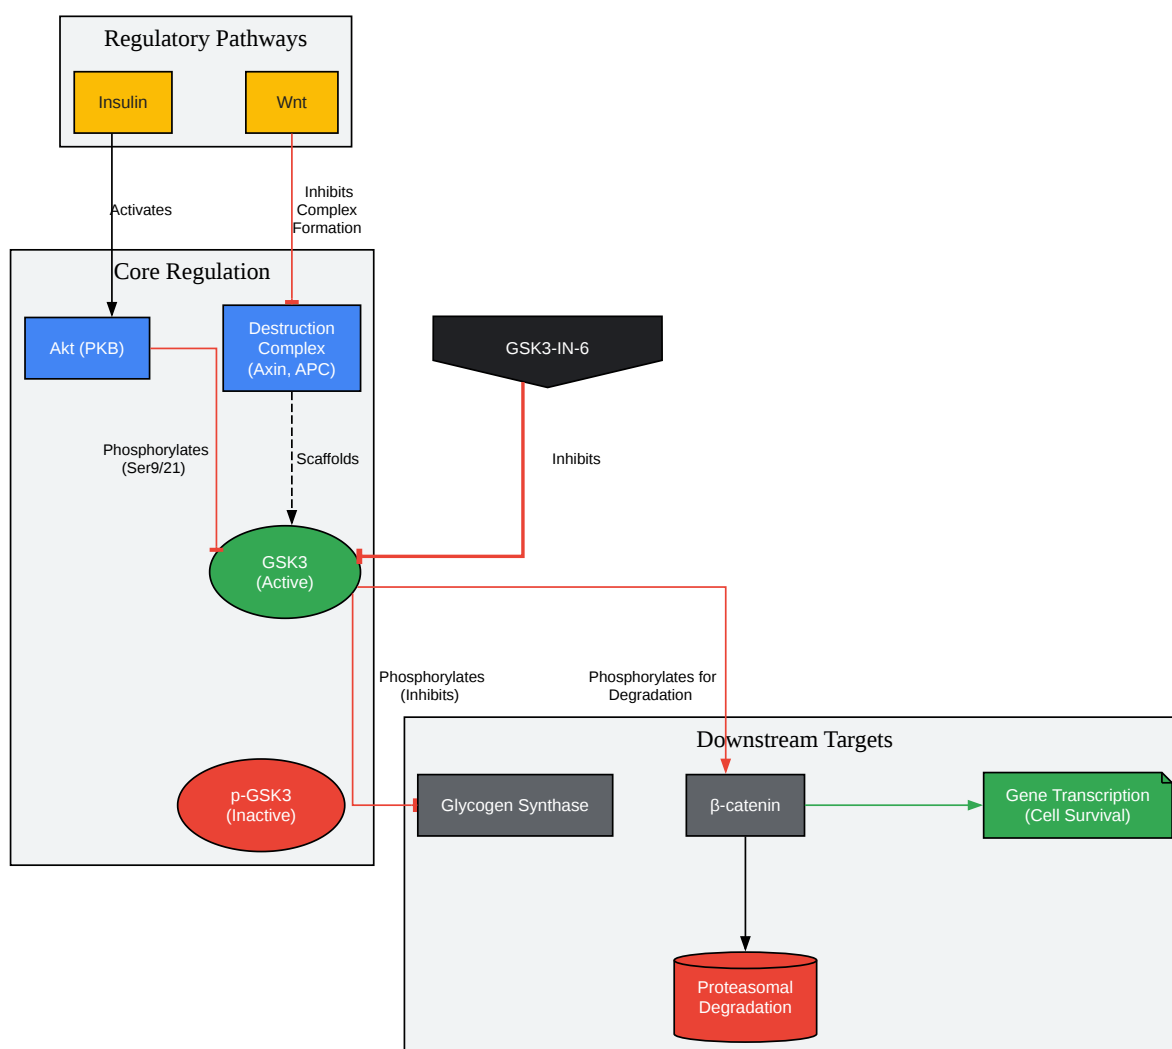 Regulatory Pathways
Insulin
Wnt
Activates
Inhibits
Complex
Formation
Core Regulation
Akt (PKB)
Destruction
Complex
(Axin, APC)
GSK3-IN-6
Phosphorylates
(Ser9/21)
Scaffolds
Inhibits
GSK3
(Active)
Phosphorylates
(Inhibits)
Phosphorylates for
Degradation
Downstream Targets
p-GSK3
(Inactive)
Glycogen Synthase
β-catenin
Gene Transcription
(Cell Survival)
Proteasomal
Degradation